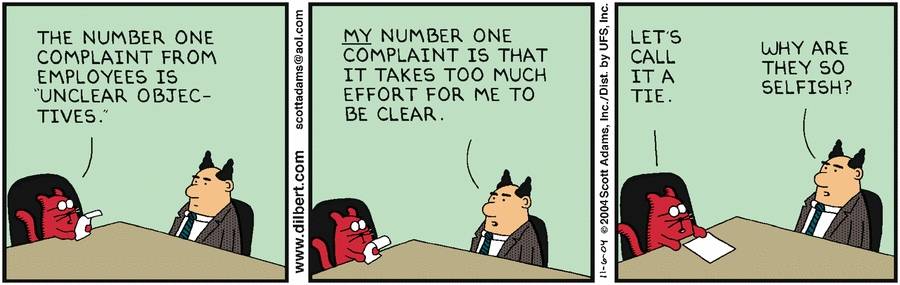 THE NUMBER ONE
COMPLAINT FROM
EMPLOYEES IS
"UNCLEAR OBJEC-
TIVES."
www.dilbert.com scottadams@aol.com
MY NUMBER ONE
COMPLAINT IS THAT
IT TAKES TOO MUCH
EFFORT FOR ME TO
BE CLEAR.
11-6-04 © 2004 Scott Adams, Inc./Dist. by UFS, Inc.
LET'S
CALL
IT A
TIE.
WHY ARE
THEY SO
SELFISH?